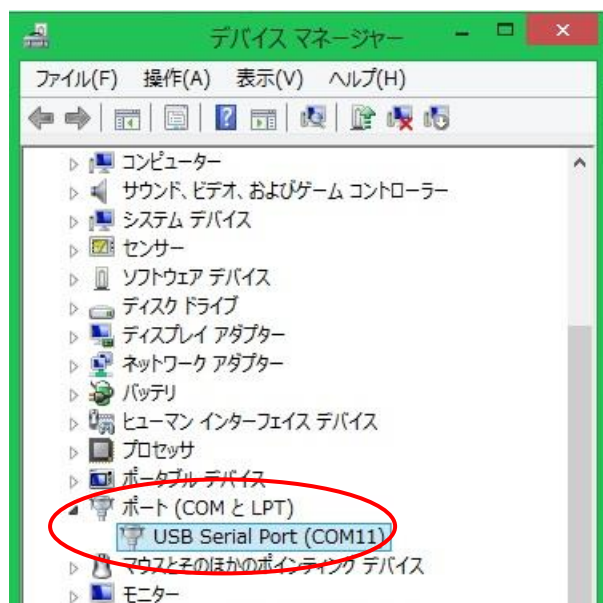 デバイス マネージャー
ファイル(F) 操作(A) 表示(V) ヘルプ(H)
コンピューター
サウンド、ビデオ、およびゲーム コントローラー
システム デバイス
センサー
ソフトウェア デバイス
ディスク ドライブ
ディスプレイ アダプター
ネットワーク アダプター
バッテリ
ヒューマン インターフェイス デバイス
プロセッサ
ポータブル デバイス
ポート (COM と LPT)
USB Serial Port (COM11)
マウスとそのほかのポインティング デバイス
モニター